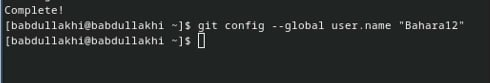 Complete!
[babdullakhi@babdullakhi ~]$ git config --global user.name "Bahara12"
[babdullakhi@babdullakhi ~]$